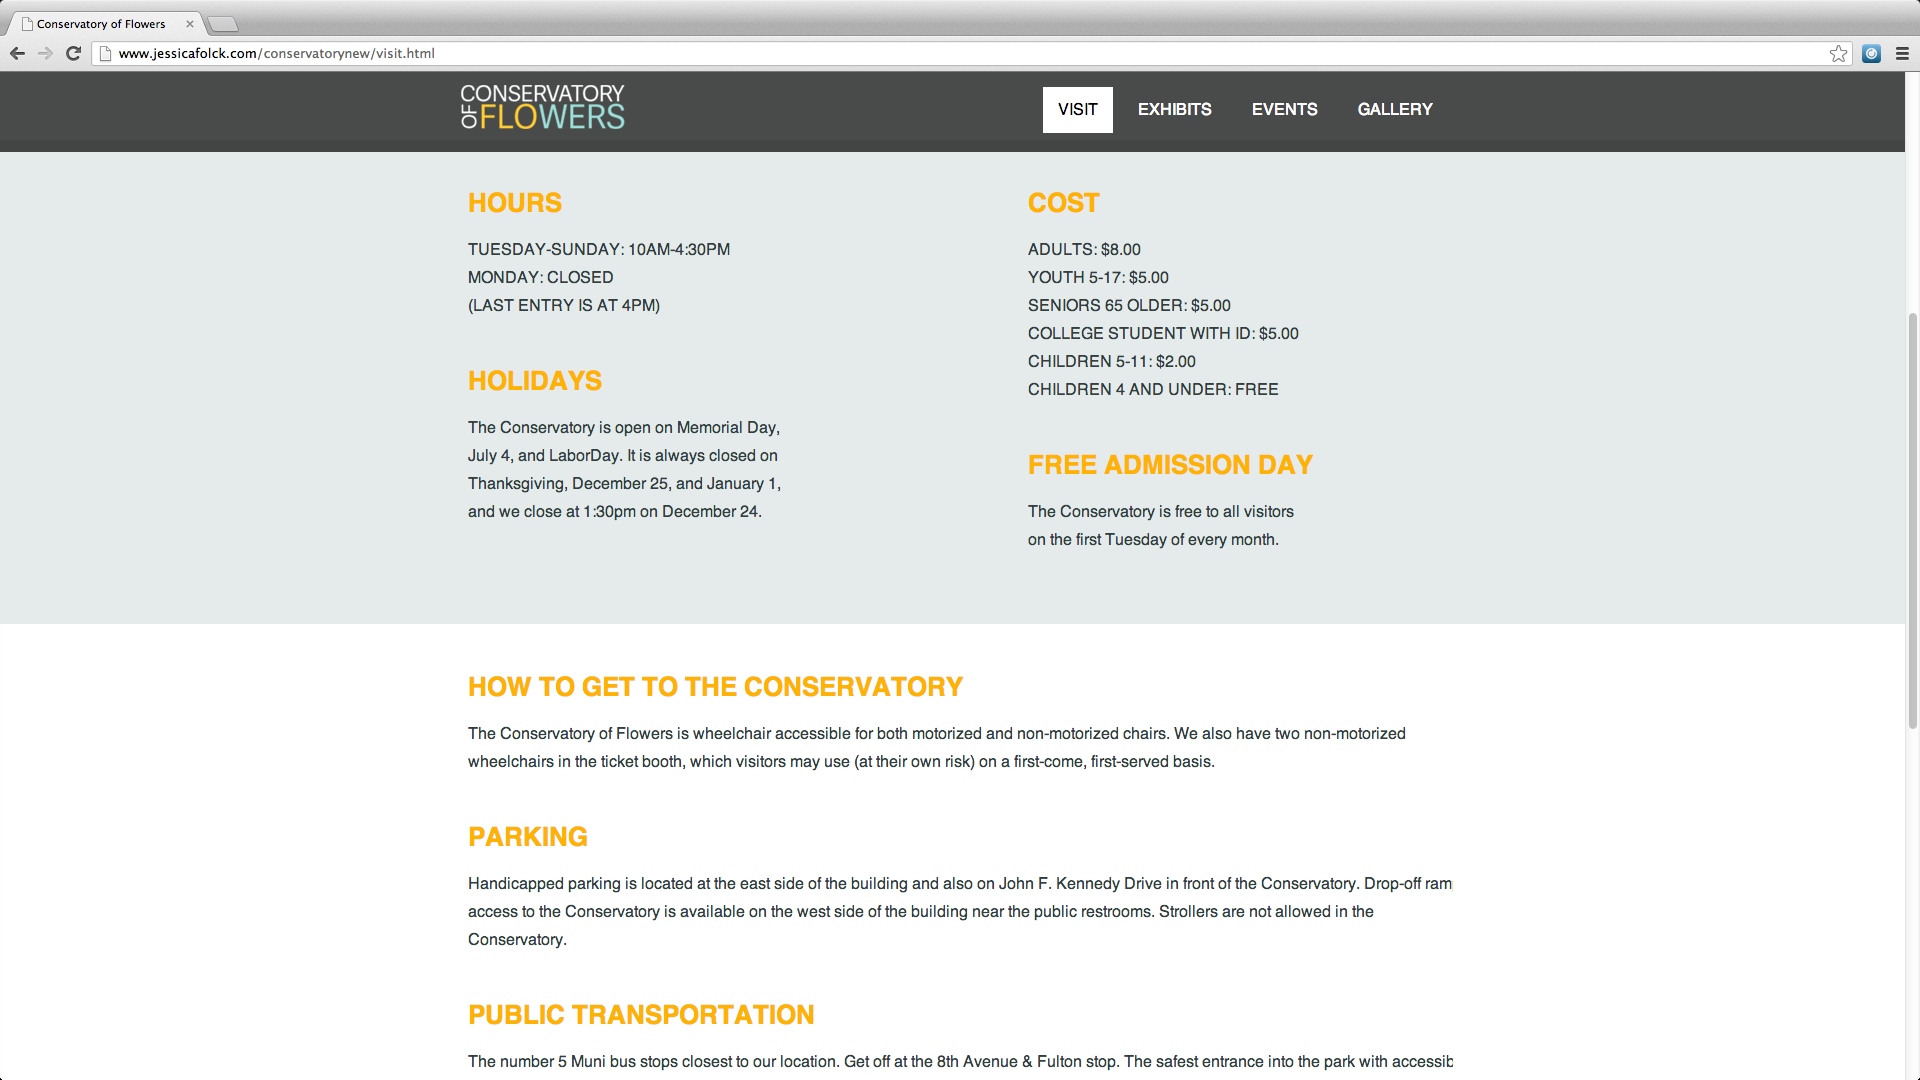 Conservatory of Flowers
www.jessicafolck.com/conservatorynew/visit.html
CONSERVATORY
OF FLOWERS
VISIT EXHIBITS EVENTS GALLERY
HOURS
TUESDAY-SUNDAY: 10AM-4:30PM
MONDAY: CLOSED
(LAST ENTRY IS AT 4PM)
HOLIDAYS
The Conservatory is open on Memorial Day,
July 4, and LaborDay. It is always closed on
Thanksgiving, December 25, and January 1,
and we close at 1:30pm on December 24.
COST
ADULTS: $8.00
YOUTH 5-17: $5.00
SENIORS 65 OLDER: $5.00
COLLEGE STUDENT WITH ID: $5.00
CHILDREN 5-11: $2.00
CHILDREN 4 AND UNDER: FREE
FREE ADMISSION DAY
The Conservatory is free to all visitors
on the first Tuesday of every month.
HOW TO GET TO THE CONSERVATORY
The Conservatory of Flowers is wheelchair accessible for both motorized and non-motorized chairs. We also have two non-motorized
wheelchairs in the ticket booth, which visitors may use (at their own risk) on a first-come, first-served basis.
PARKING
Handicapped parking is located at the east side of the building and also on John F. Kennedy Drive in front of the Conservatory. Drop-off ram
access to the Conservatory is available on the west side of the building near the public restrooms. Strollers are not allowed in the
Conservatory.
PUBLIC TRANSPORTATION
The number 5 Muni bus stops closest to our location. Get off at the 8th Avenue & Fulton stop. The safest entrance into the park with accessib